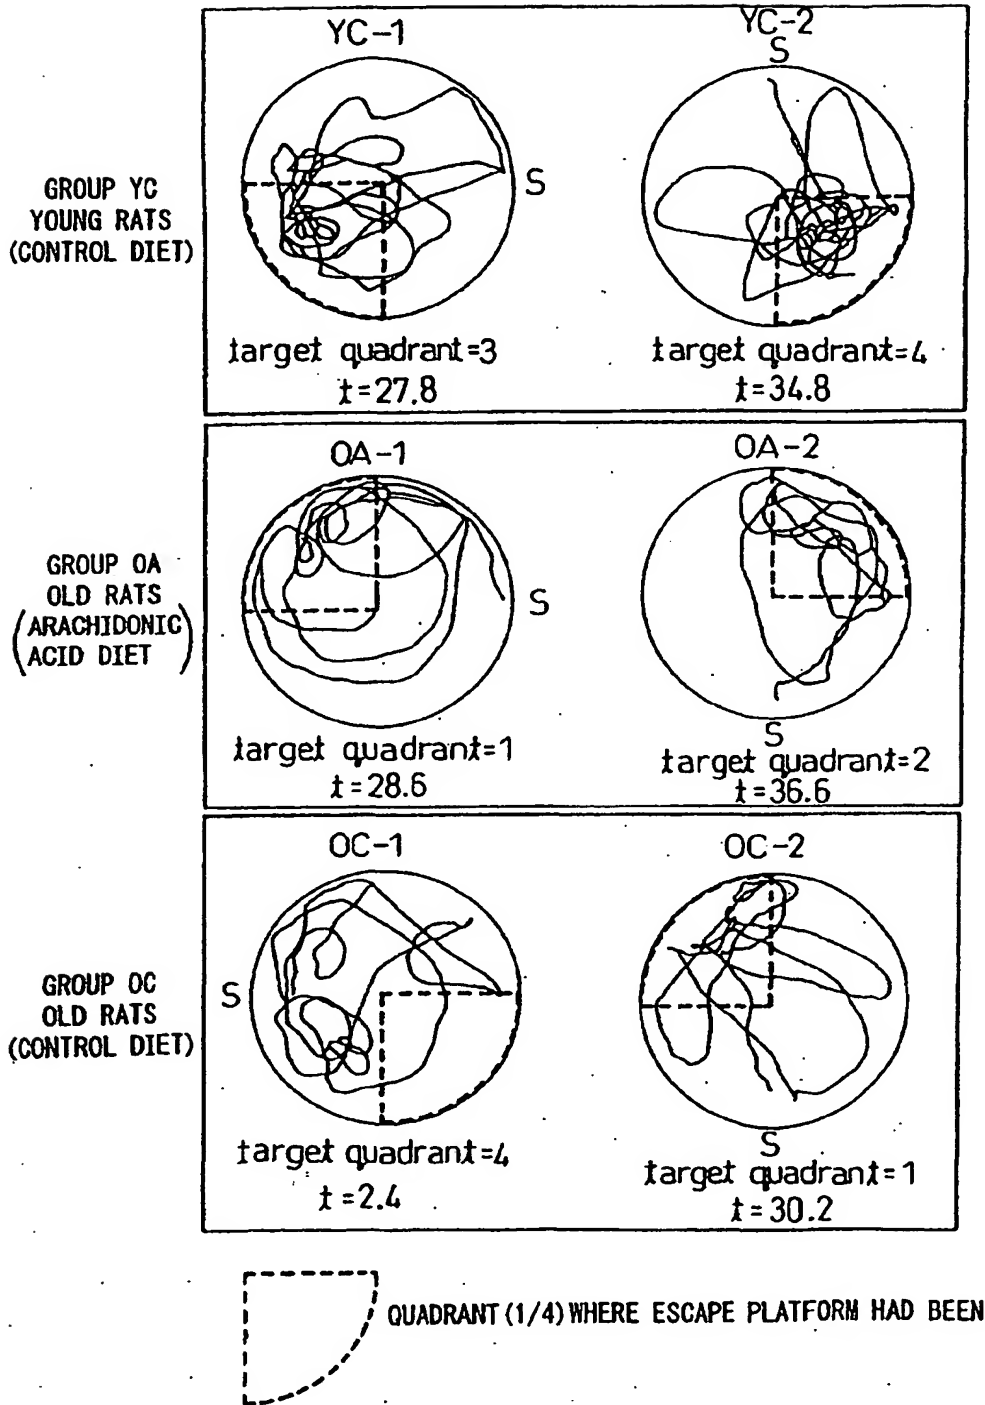 YC-1
YC-2
S
S
GROUP YC
YOUNG RATS
(CONTROL DIET)
target quadrant=3
t=27.8
target quadrant=4
t=34.8
OA-1
OA-2
S
GROUP OA
OLD RATS
(ARACHIDONIC
ACID DIET)
S
target quadrant=1
t=28.6
target quadrant=2
t=36.6
OC-1
OC-2
S
GROUP OC
OLD RATS
(CONTROL DIET)
S
target quadrant=4
t=2.4
target quadrant=1
t=30.2
QUADRANT (1/4) WHERE ESCAPE PLATFORM HAD BEEN